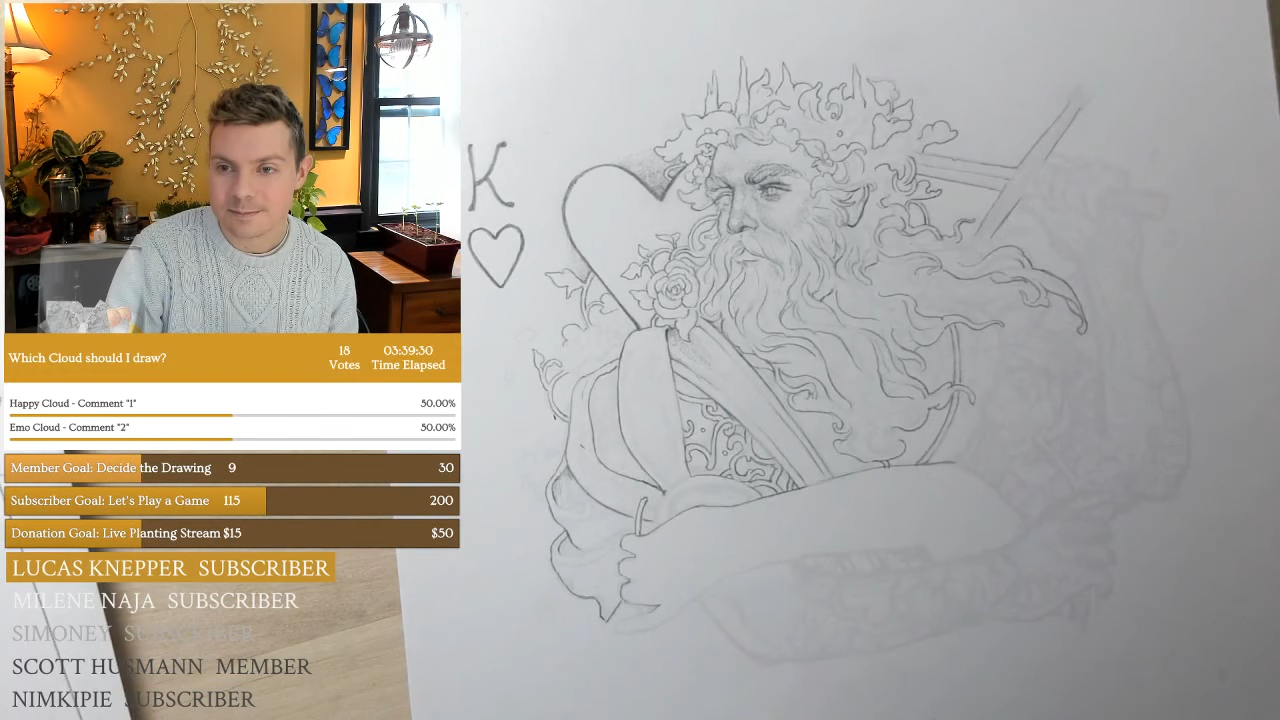 K
Which Cloud should I draw?
18 Votes
03:39:30 Time Elapsed
Happy Cloud - Comment "1" 50.00%
Emo Cloud - Comment "2" 50.00%
Member Goal: Decide the Drawing 9 30
Subscriber Goal: Let's Play a Game 115 200
Donation Goal: Live Planting Stream $15 $50
LUCAS KNEPPER SUBSCRIBER
MILENE NAJA SUBSCRIBER
SIMONEY SUBSCRIBER
SCOTT HUSMANN MEMBER
NIMKIPIE SUBSCRIBER